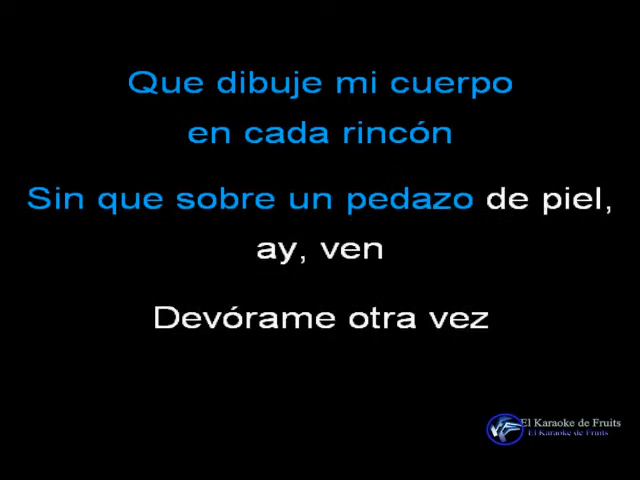 Que dibuje mi cuerpo
en cada rincón
Sin que sobre un pedazo de piel,
ay, ven
Devórame otra vez
El Karaoke de Fruits
El Karaoke de Fruits